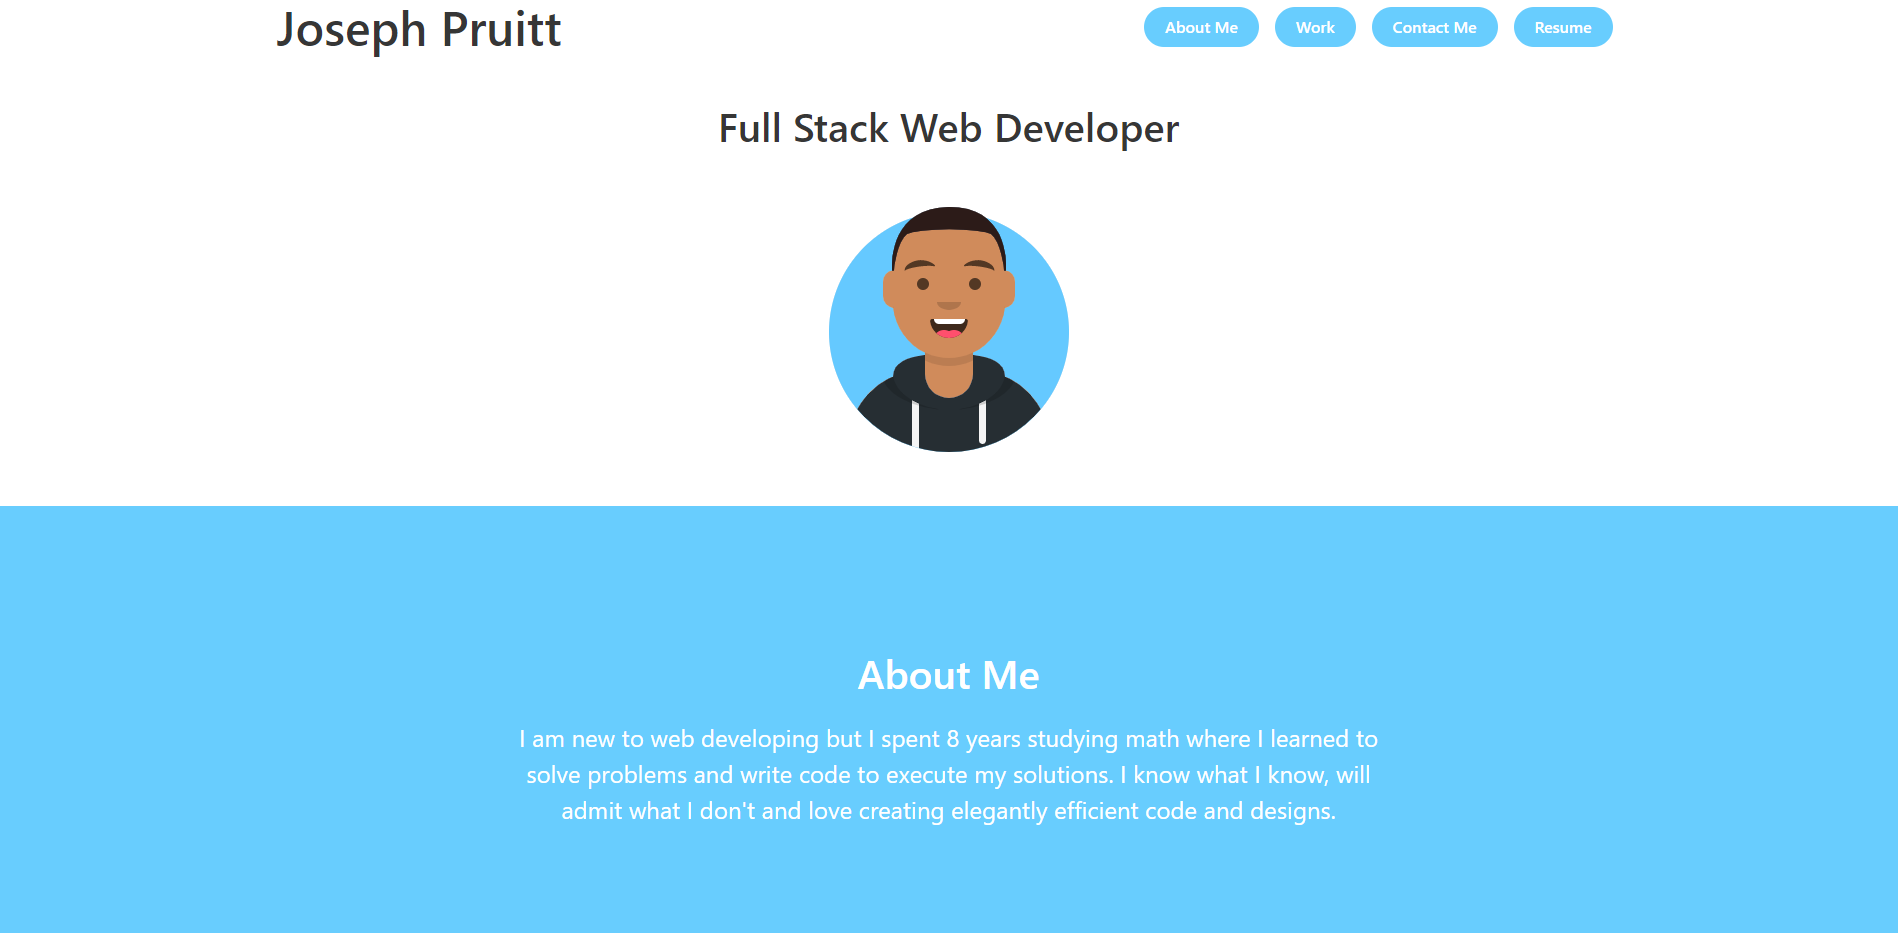 Joseph Pruitt
About Me
Work
Contact Me
Resume
Full Stack Web Developer
About Me
I am new to web developing but I spent 8 years studying math where I learned to
solve problems and write code to execute my solutions. I know what I know, will
admit what I don't and love creating elegantly efficient code and designs.